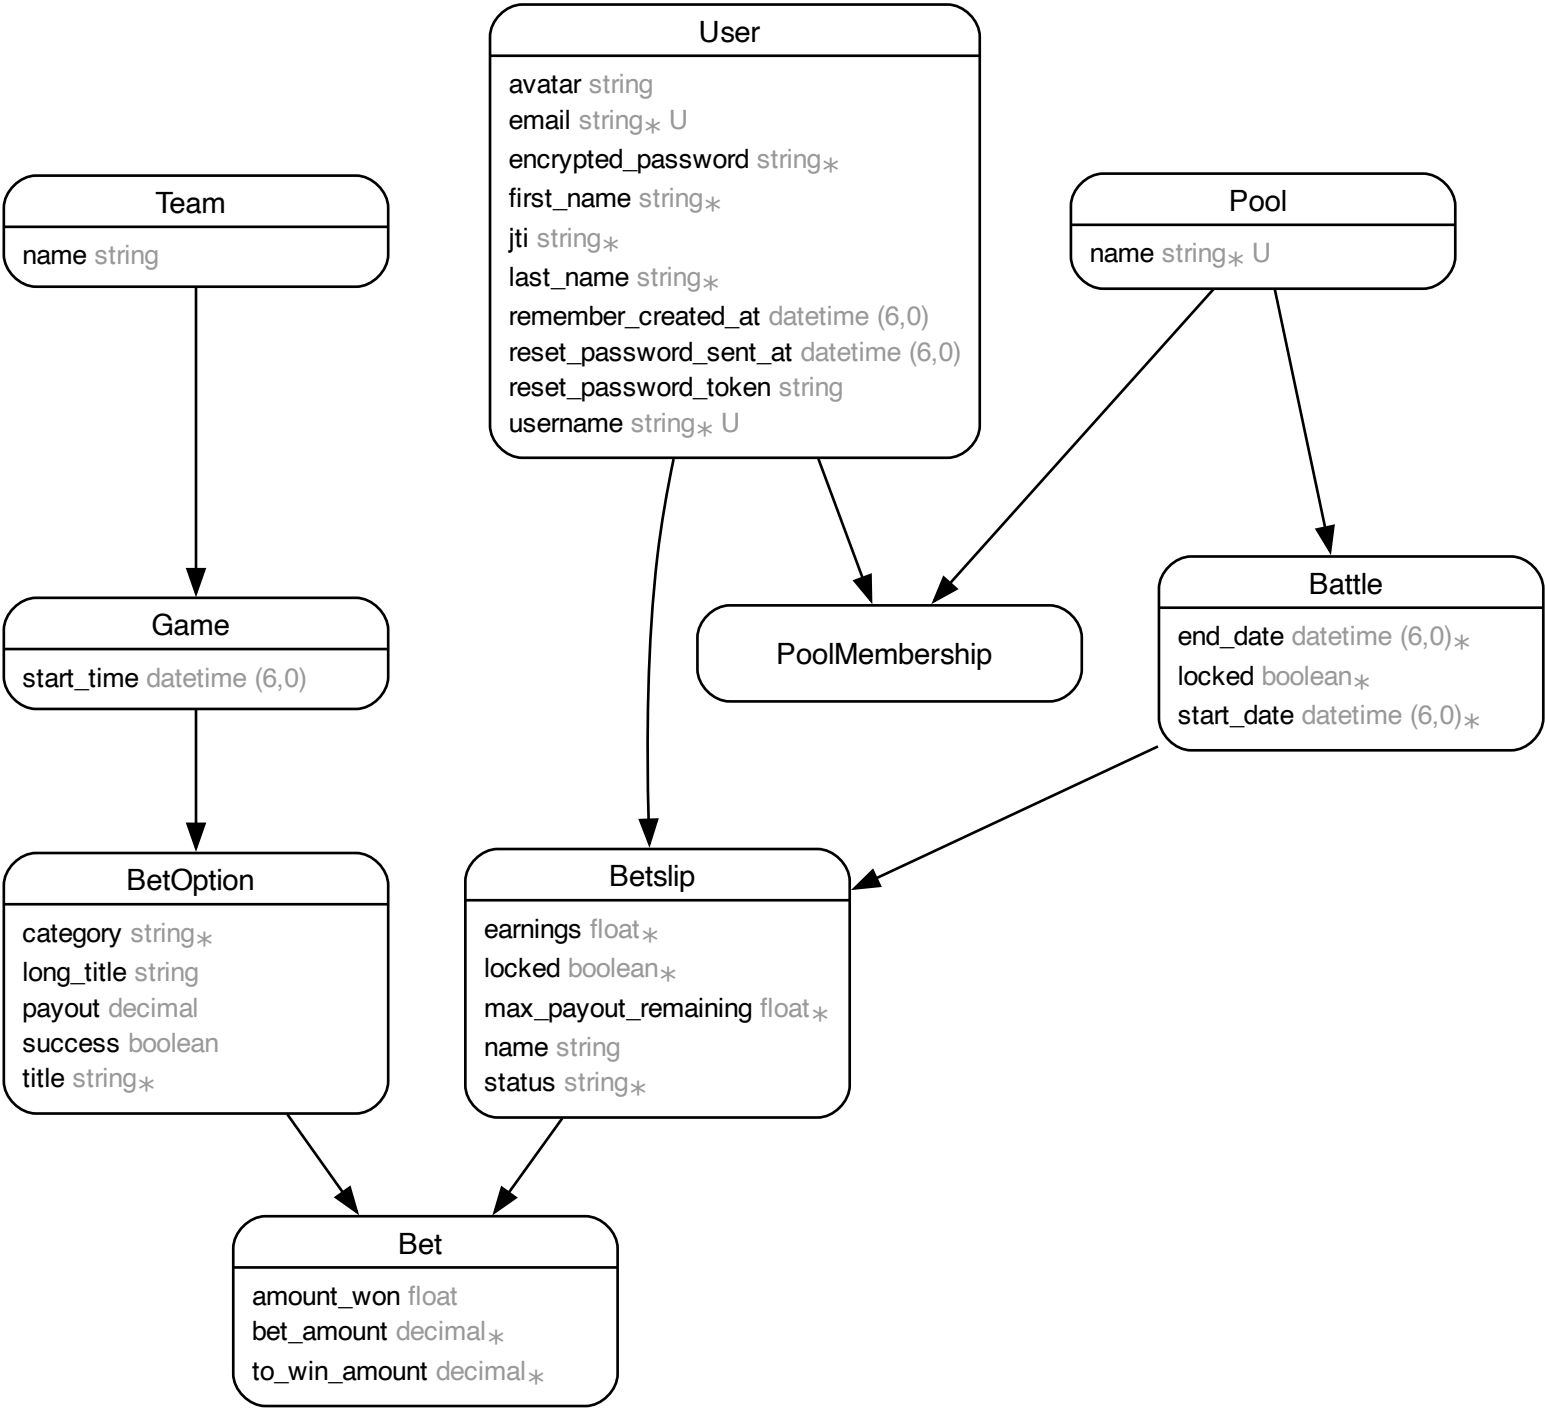 User
avatar string
email string* U
encrypted_password string*
first_name string*
jti string*
last_name string*
remember_created_at datetime (6,0)
reset_password_sent_at datetime (6,0)
reset_password_token string
username string* U
Team
name string
Pool
name string* U
Game
start_time datetime (6,0)
PoolMembership
Battle
end_date datetime (6,0)*
locked boolean*
start_date datetime (6,0)*
BetOption
category string*
long_title string
payout decimal
success boolean
title string*
Betslip
earnings float*
locked boolean*
max_payout_remaining float*
name string
status string*
Bet
amount_won float
bet_amount decimal*
to_win_amount decimal*